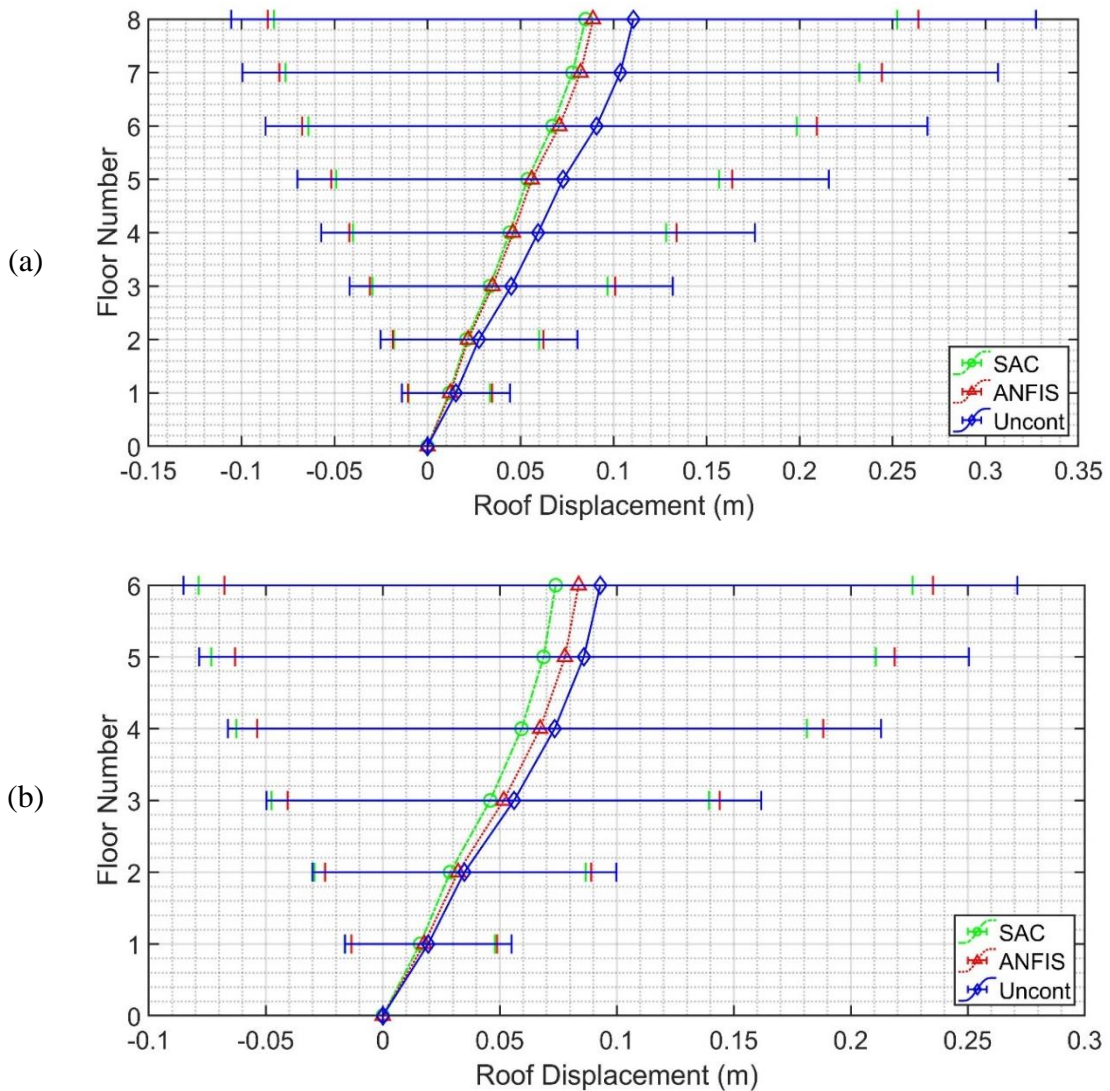 (a)
Floor Number
8
7
6
5
4
3
2
1
0
-0.15 -0.1 -0.05 0 0.05 0.1 0.15 0.2 0.25 0.3 0.35
Roof Displacement (m)
SAC
ANFIS
Uncont
(b)
Floor Number
6
5
4
3
2
1
0
-0.1 -0.05 0 0.05 0.1 0.15 0.2 0.25 0.3
Roof Displacement (m)
SAC
ANFIS
Uncont